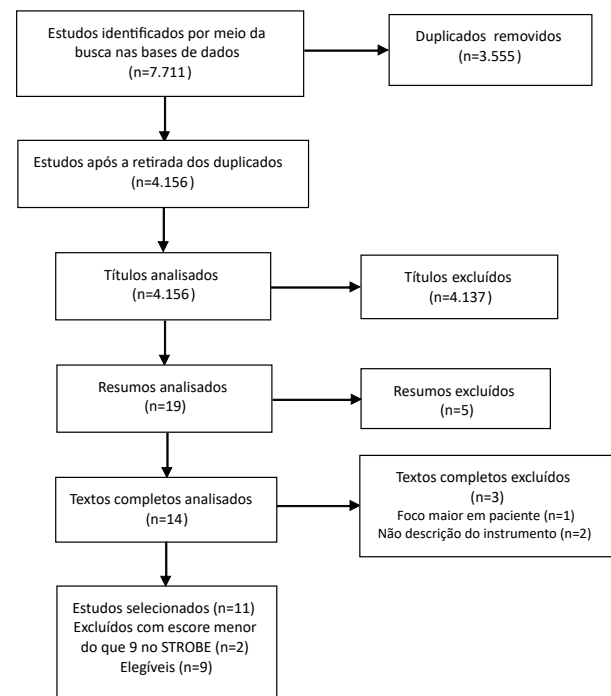 Estudos identificados por meio da
busca nas bases de dados
(n=7.711)
Duplicados removidos
(n=3.555)
Estudos após a retirada dos duplicados
(n=4.156)
Títulos analisados
(n=4.156)
Títulos excluídos
(n=4.137)
Resumos analisados
(n=19)
Resumos excluídos
(n=5)
Textos completos analisados
(n=14)
Textos completos excluídos
(n=3)
Foco maior em paciente (n=1)
Não descrição do instrumento (n=2)
Estudos selecionados (n=11)
Excluídos com escore menor
do que 9 no STROBE (n=2)
Elegíveis (n=9)